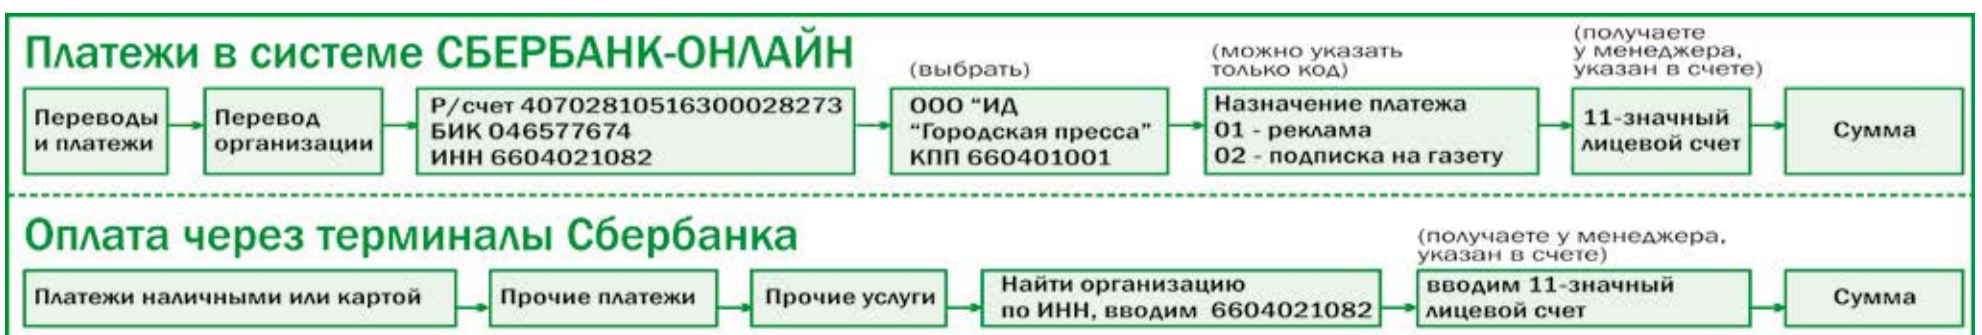 Платежи в системе СБЕРБАНК-ОНЛАЙН
Переводы
и платежи
Перевод
организации
Р/счет 40702810516300028273
БИК 046577674
ИНН 6604021082
(выбрать)
ООО "ИД
"Городская пресса"
КПП 660401001
(можно указать
только код)
Назначение платежа
01 - реклама
02 - подписка на газету
(получаете
у менеджера,
указан в счете)
11-значный
лицевой счет
Сумма
Оплата через терминалы Сбербанка
Платежи наличными или картой
Прочие платежи
Прочие услуги
Найти организацию
по ИНН, вводим 6604021082
(получаете у менеджера,
указан в счете)
вводим 11-значный
лицевой счет
Сумма